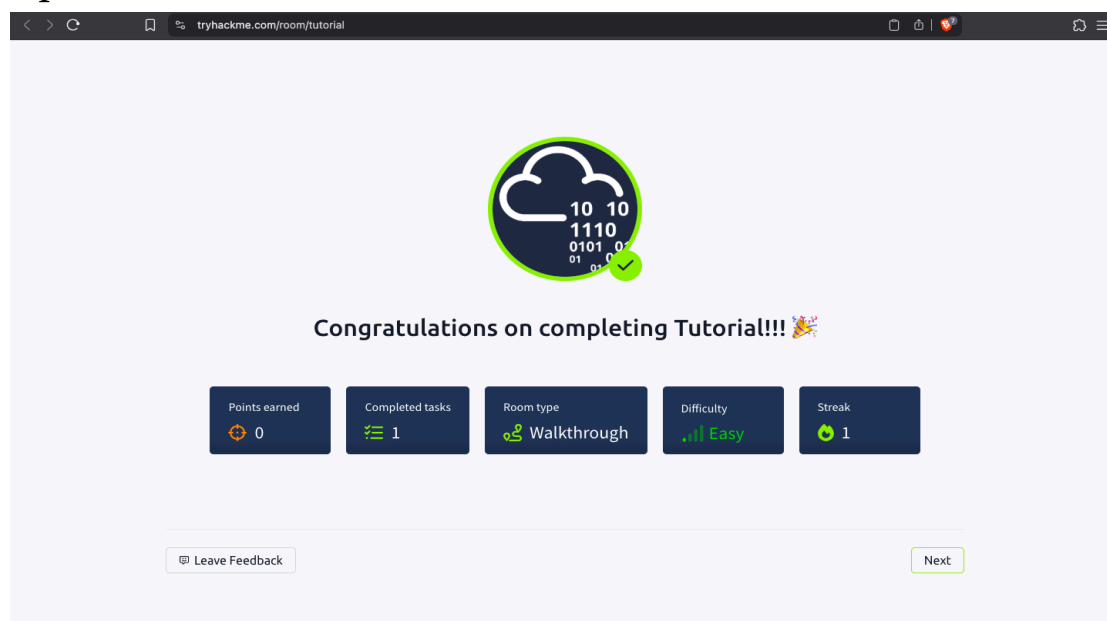 tryhackme.com/room/tutorial
10 10
1110
0101
01
01
Congratulations on completing Tutorial!!! 🎉
Points earned
0
Completed tasks
1
Room type
Walkthrough
Difficulty
Easy
Streak
1
Leave Feedback
Next